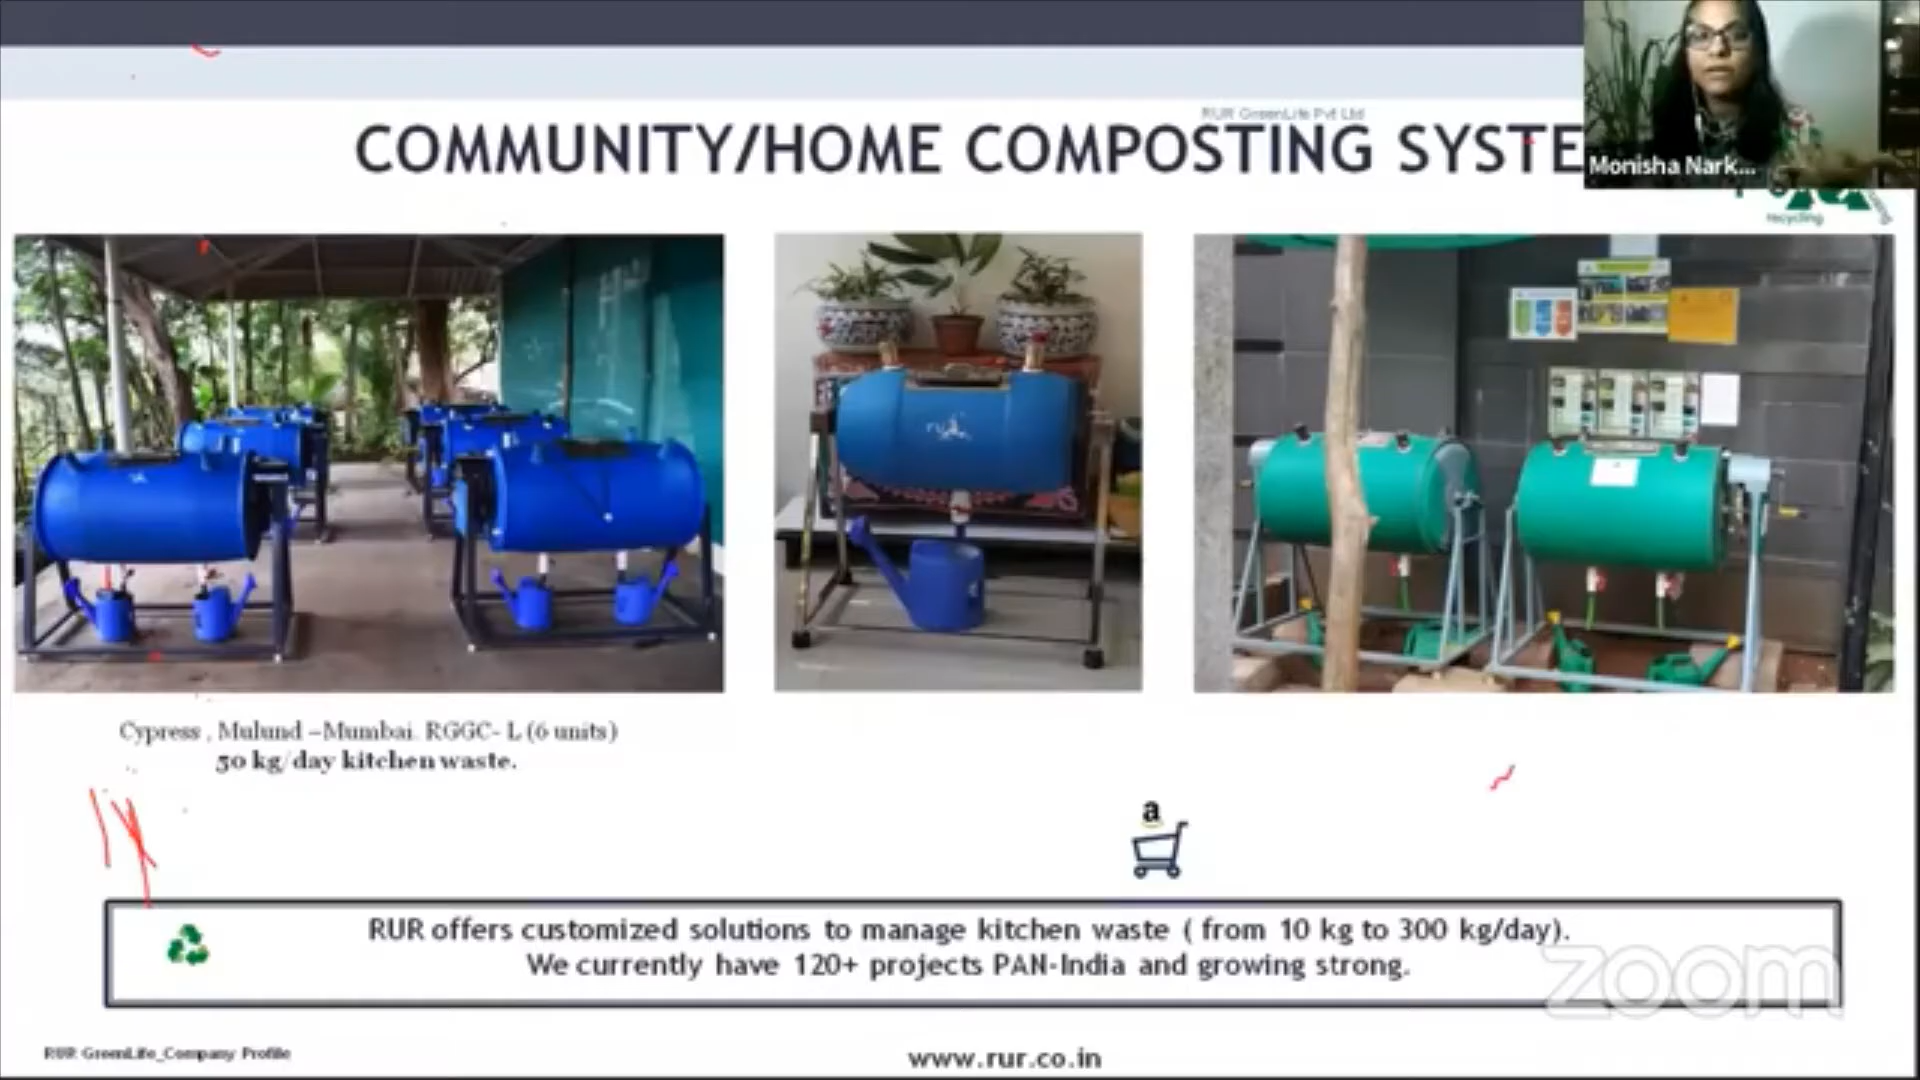 RUR GreenLife Pvt Ltd
COMMUNITY/HOME COMPOSTING SYSTE
Monisha Nark...
recycling
rur
Cypress , Mulund –Mumbai. RGGC- L (6 units)
50 kg/day kitchen waste.
a
RUR offers customized solutions to manage kitchen waste ( from 10 kg to 300 kg/day).
We currently have 120+ projects PAN-India and growing strong.
zoom
RUR GreenLife_Company Profile
www.rur.co.in